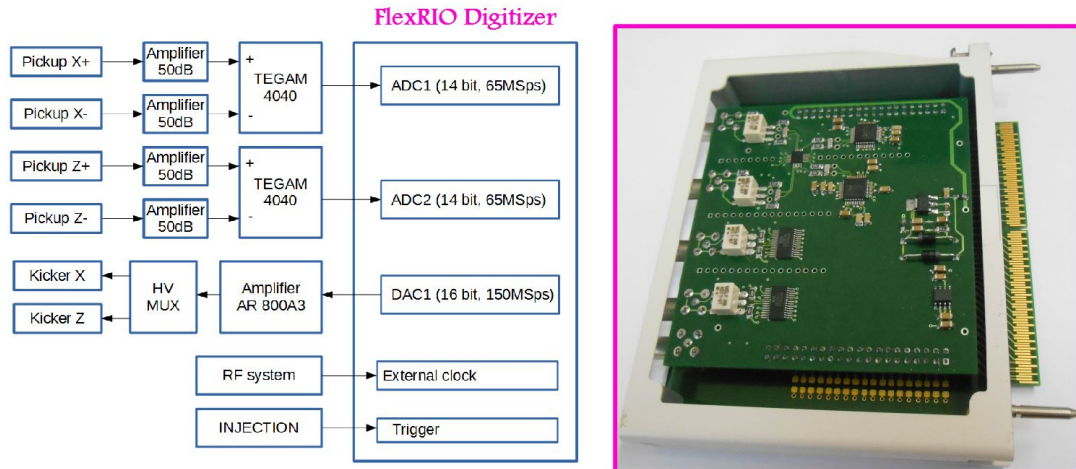 FlexRIO Digitizer
Pickup X+
Amplifier
50dB
+
TEGAM
4040
ADC1 (14 bit, 65MSps)
Pickup X-
Amplifier
50dB
-
Pickup Z+
Amplifier
50dB
+
TEGAM
4040
ADC2 (14 bit, 65MSps)
Pickup Z-
Amplifier
50dB
-
Kicker X
Kicker Z
HV
MUX
Amplifier
AR 800A3
DAC1 (16 bit, 150MSps)
RF system
External clock
INJECTION
Trigger